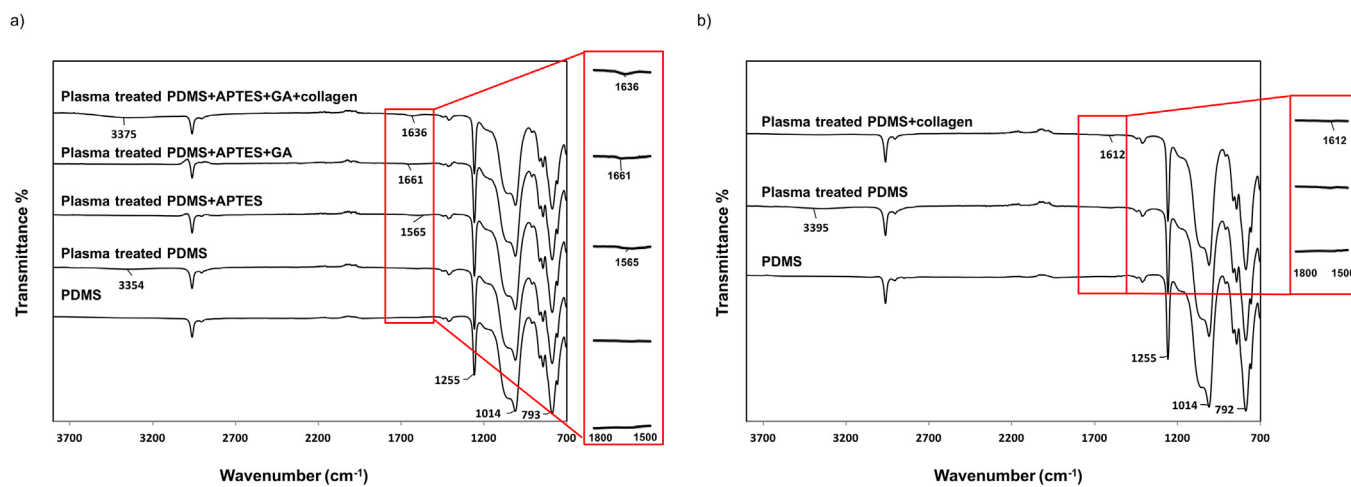 a)
Transmittance %
Plasma treated PDMS+APTES+GA+collagen
3375
1636
Plasma treated PDMS+APTES+GA
1661
Plasma treated PDMS+APTES
1565
Plasma treated PDMS
3354
PDMS
1255
1014
793
3700 3200 2700 2200 1700 1200 700
Wavenumber (cm-1)
1636
1661
1565
1800 1500
b)
Transmittance %
Plasma treated PDMS+collagen
1612
Plasma treated PDMS
3395
PDMS
1255
1014
792
3700 3200 2700 2200 1700 1200 700
Wavenumber (cm-1)
1612
1800 1500